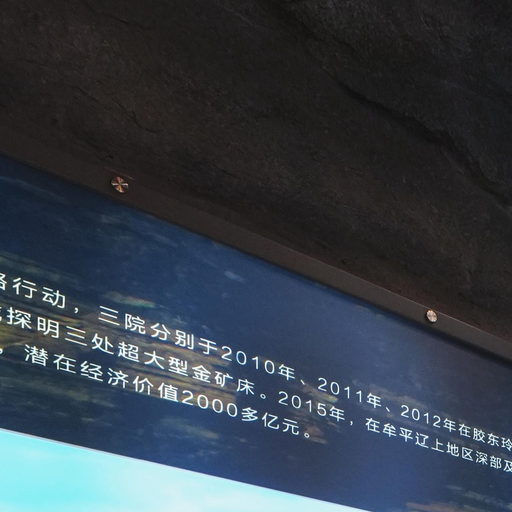 行动，三院分别于2010年、2011年、2012年在胶东玲
探明三处超大型金矿床。2015年，在牟平辽上地区深部及
，潜在经济价值2000多亿元。